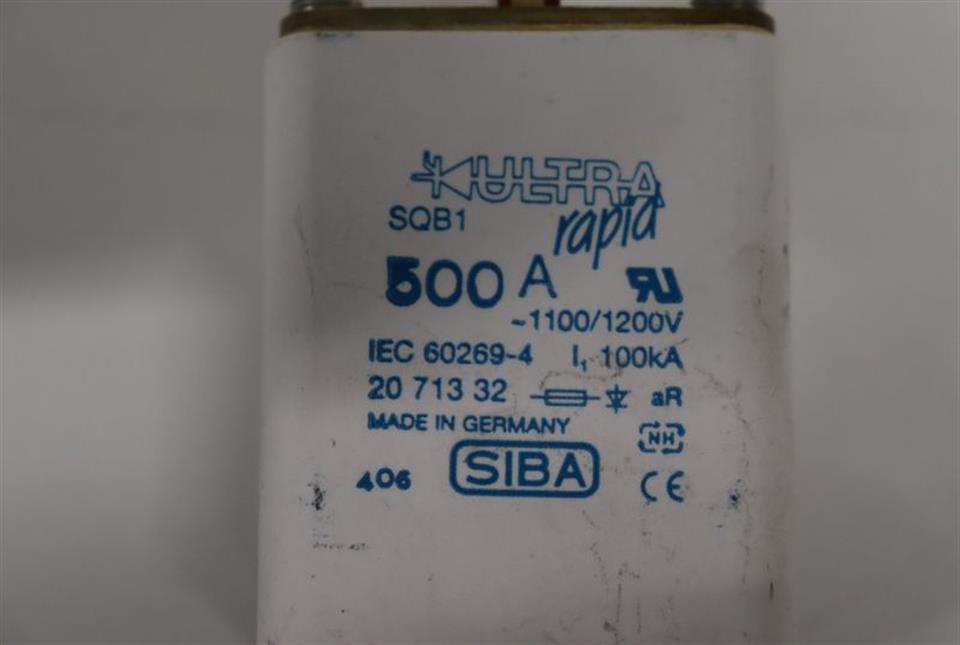 ULTRA
rapid
SQB1
500 A
~1100/1200V
IEC 60269-4 I₁ 100kA
20 713 32 aR
MADE IN GERMANY
NH
406 SIBA CE